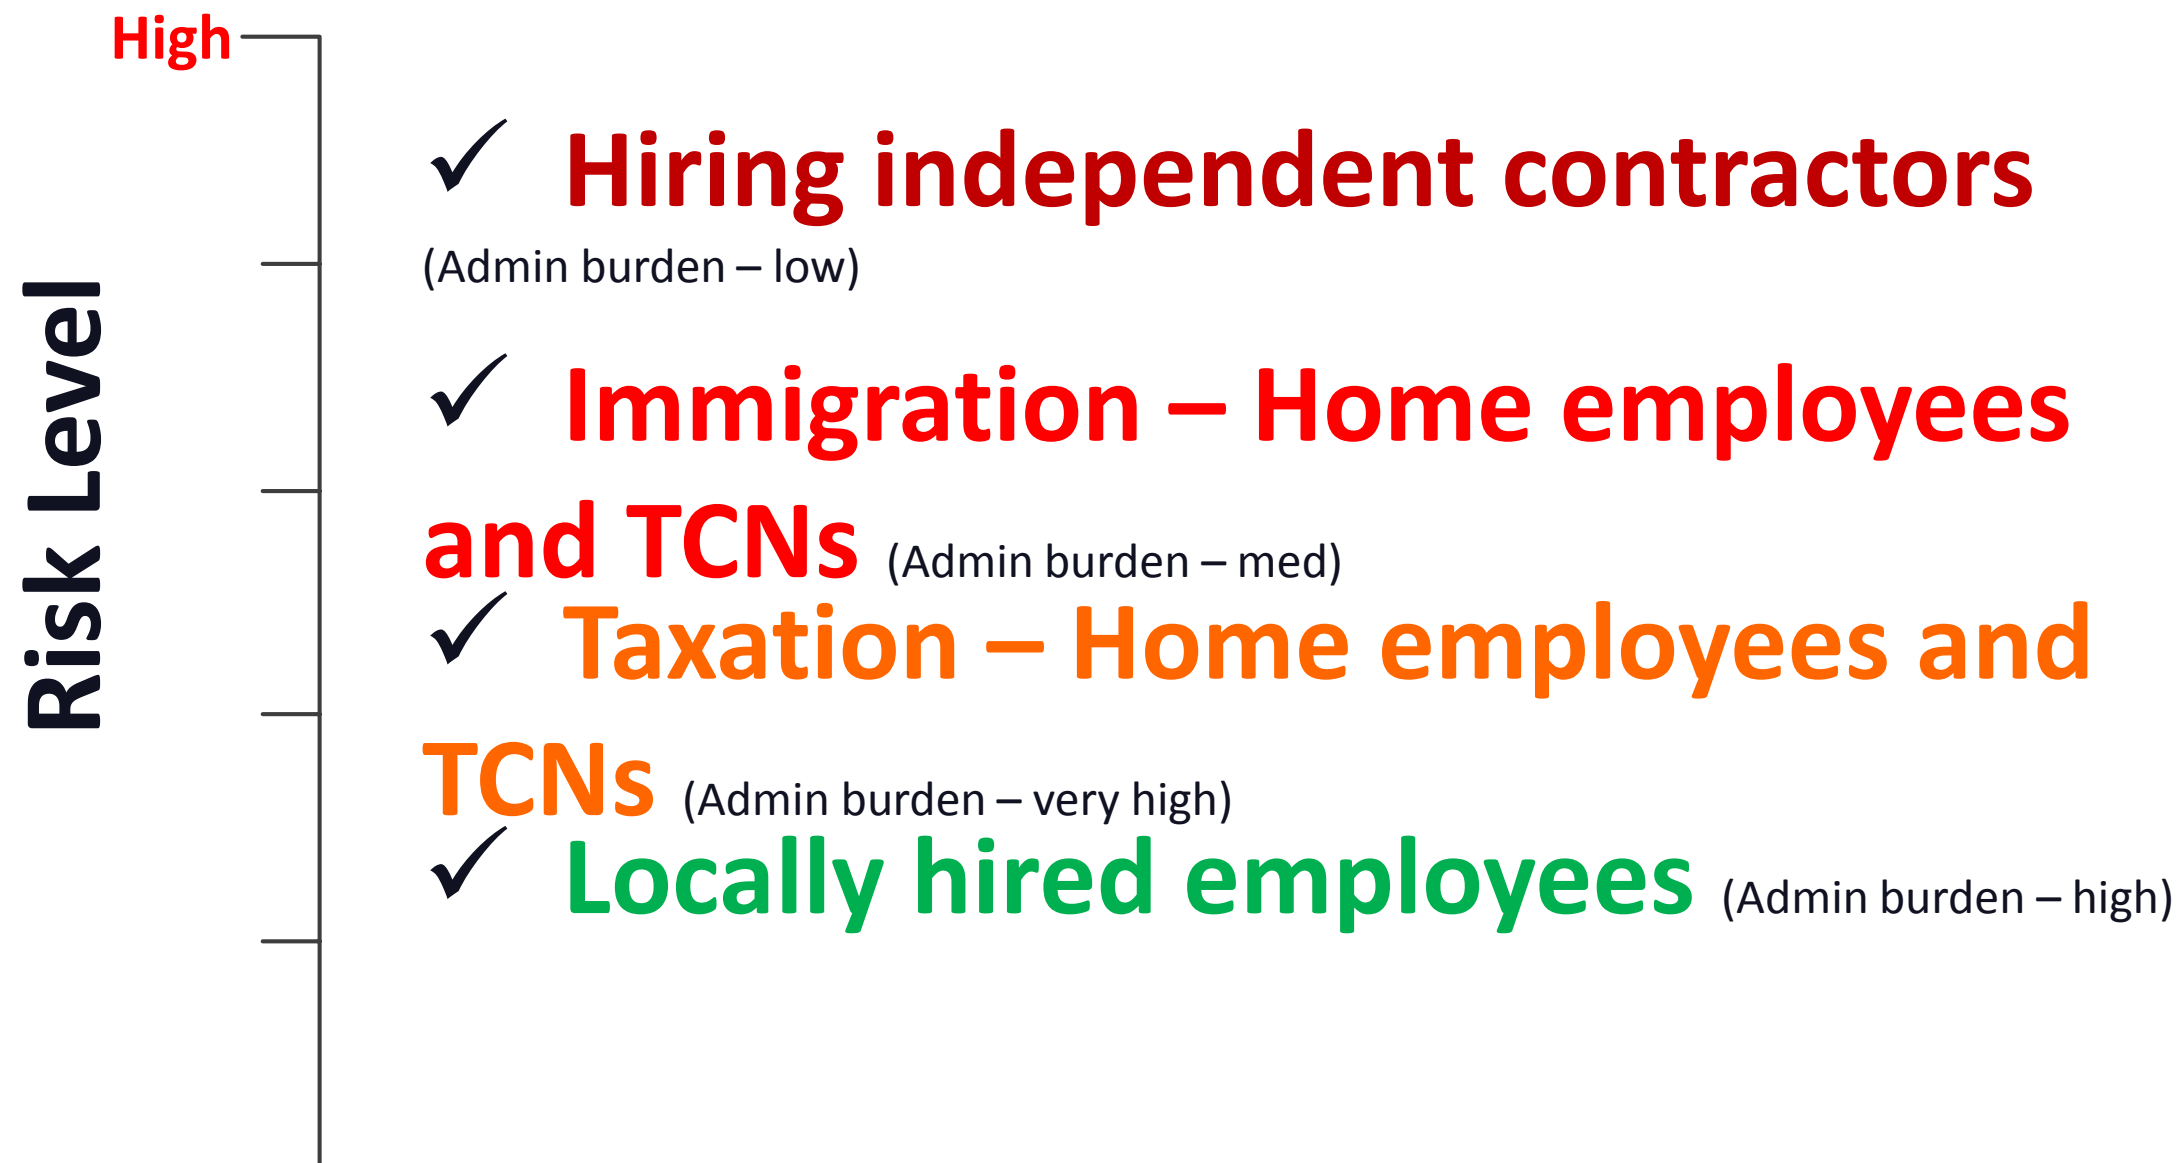 High
Risk Level
✓ Hiring independent contractors
(Admin burden – low)
✓ Immigration – Home employees
and TCNs (Admin burden – med)
✓ Taxation – Home employees and
TCNs (Admin burden – very high)
✓ Locally hired employees (Admin burden – high)